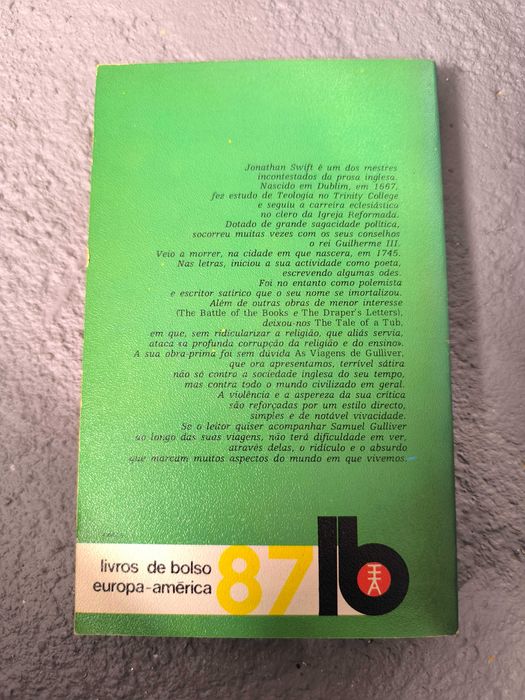 Jonathan Swift é um dos mestres
incontestados da prosa inglesa.
Nascido em Dublim, em 1667,
fez estudo de Teologia no Trinity College
e seguiu a carreira eclesiástica
no clero da Igreja Reformada.
Dotado de grande sagacidade política,
socorreu muitas vezes com os seus conselhos
o rei Guilherme III.
Veio a morrer, na cidade em que nascera, em 1745.
Nas letras, iniciou a sua actividade como poeta,
escrevendo algumas odes.
Foi no entanto como polemista
e escritor satírico que o seu nome se imortalizou.
Além de outras obras de menor interesse
(The Battle of the Books e The Draper's Letters),
deixou-nos The Tale of a Tub,
em que, sem ridicularizar a religião, que aliás servia,
ataca «a profunda corrupção da religião e do ensino».
A sua obra-prima foi sem dúvida As Viagens de Gulliver,
que ora apresentamos, terrível sátira
não só contra a sociedade inglesa do seu tempo,
mas contra todo o mundo civilizado em geral.
A violência e a aspereza da sua crítica
são reforçadas por um estilo directo,
simples e de notável vivacidade.
Se o leitor quiser acompanhar Samuel Gulliver
ao longo das suas viagens, não terá dificuldade em ver,
através delas, o ridículo e o absurdo
que marcam muitos aspectos do mundo em que vivemos.
livros de bolso
europa-américa
87
lb
EA